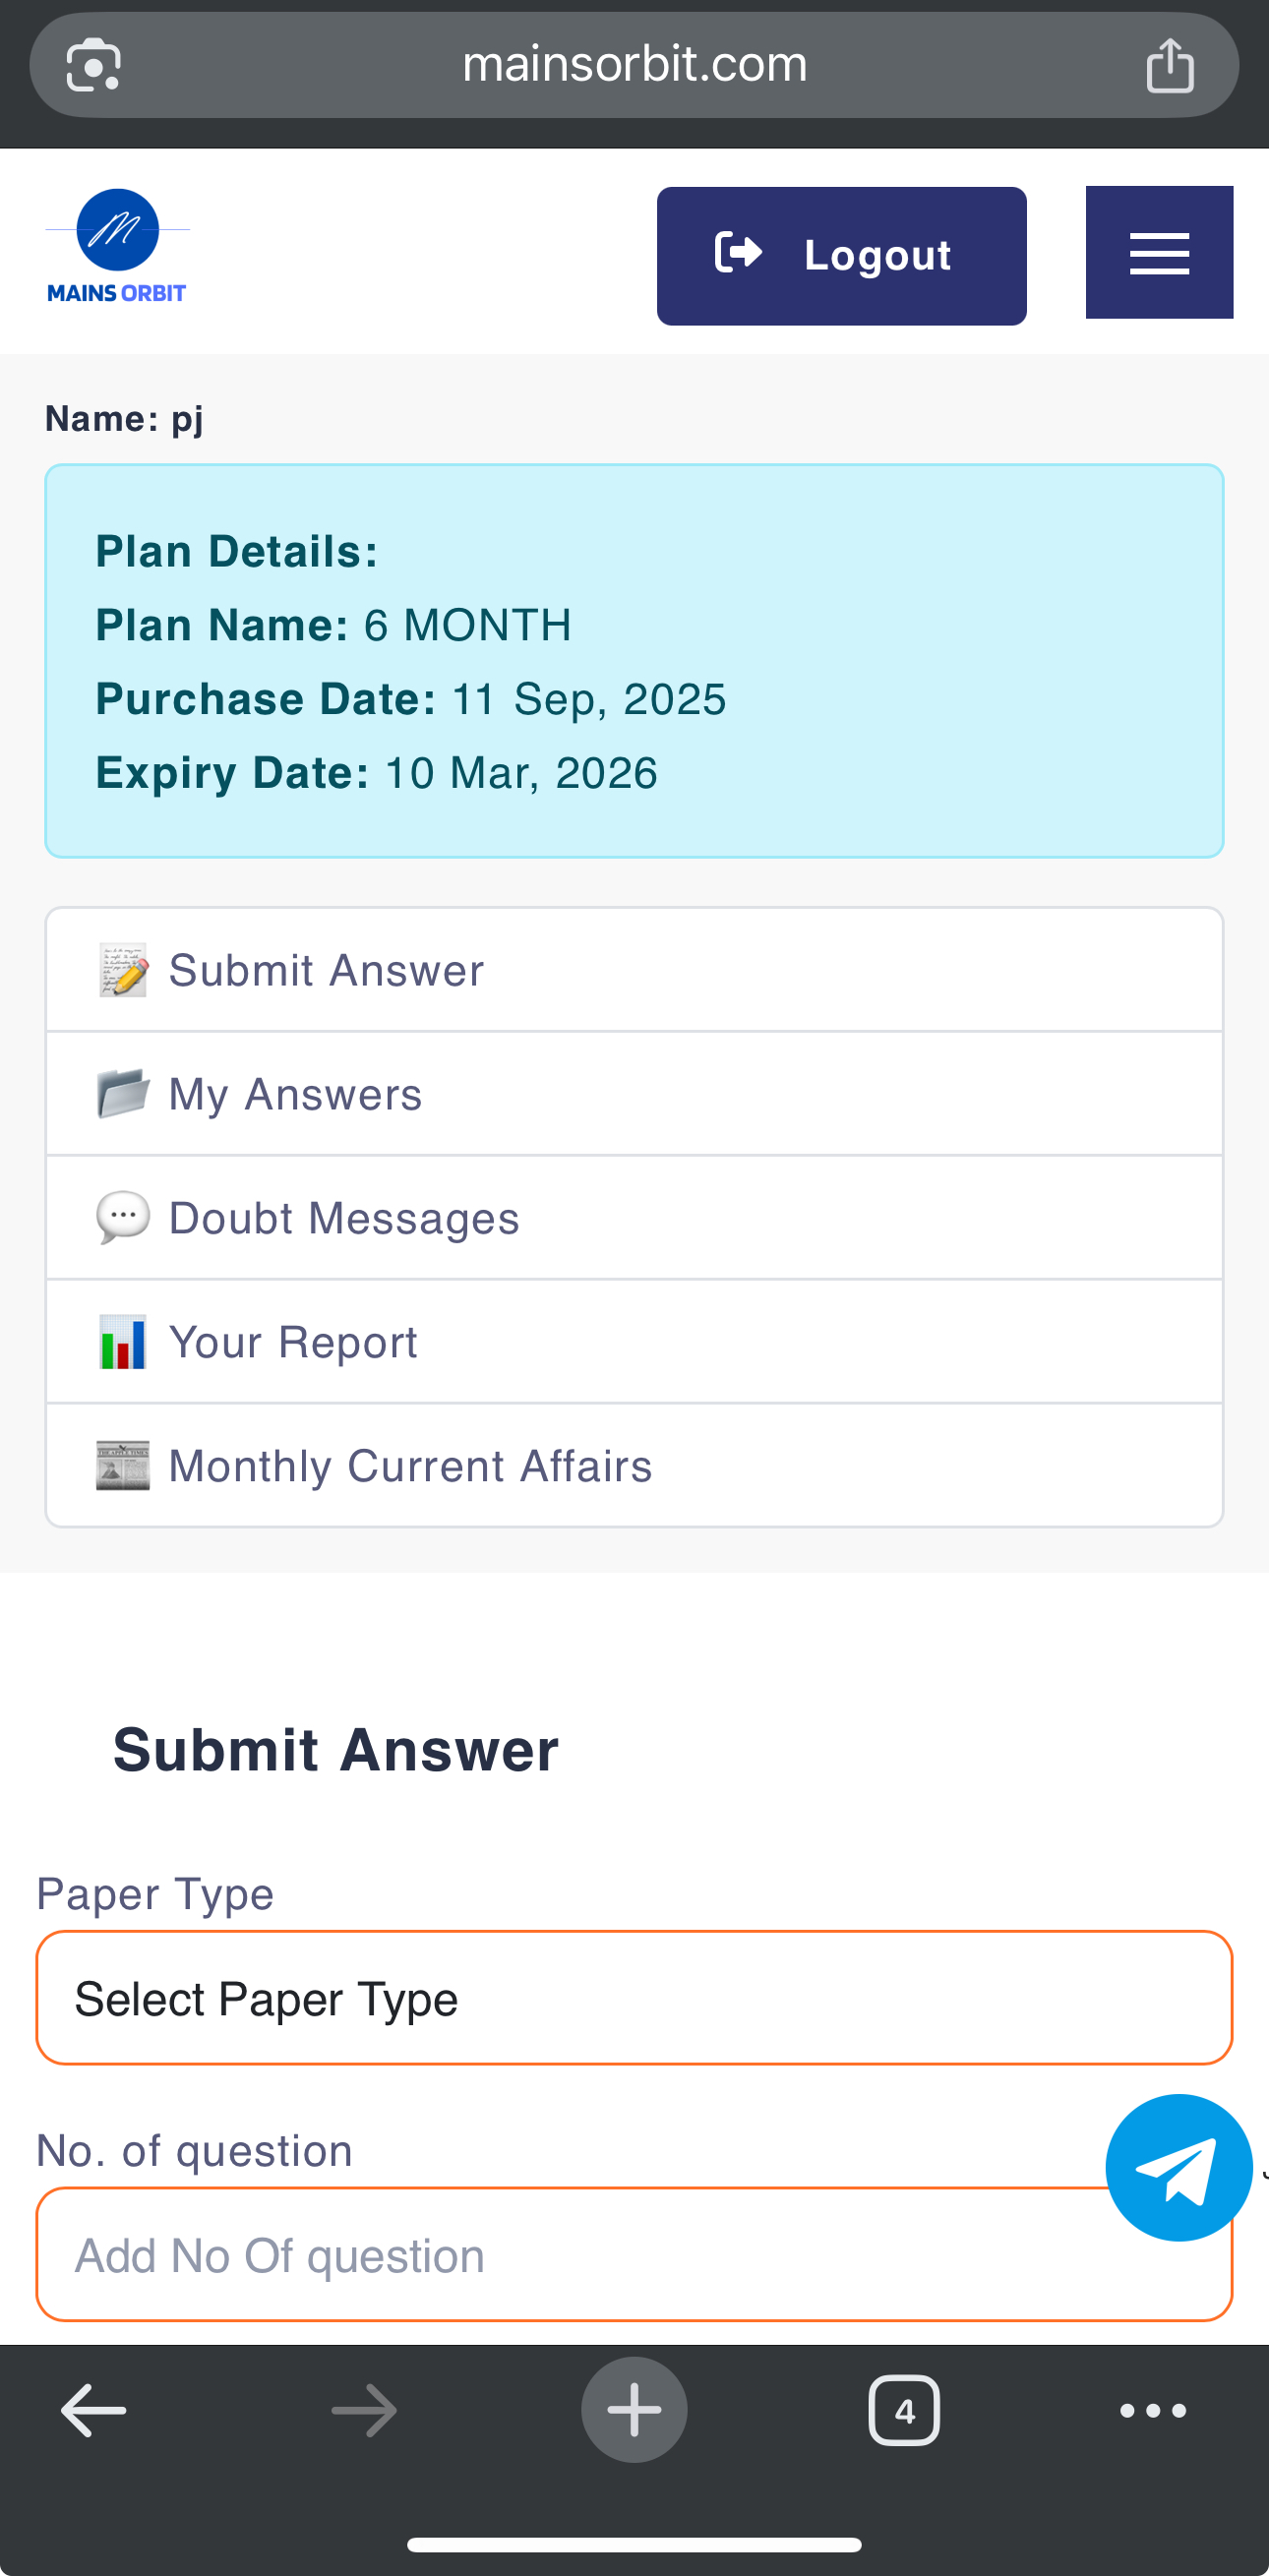 mainsorbit.com
MAINS ORBIT
Logout
Name: pj
Plan Details:
Plan Name: 6 MONTH
Purchase Date: 11 Sep, 2025
Expiry Date: 10 Mar, 2026
Submit Answer
My Answers
Doubt Messages
Your Report
Monthly Current Affairs
Submit Answer
Paper Type
Select Paper Type
No. of question
Add No Of question
4